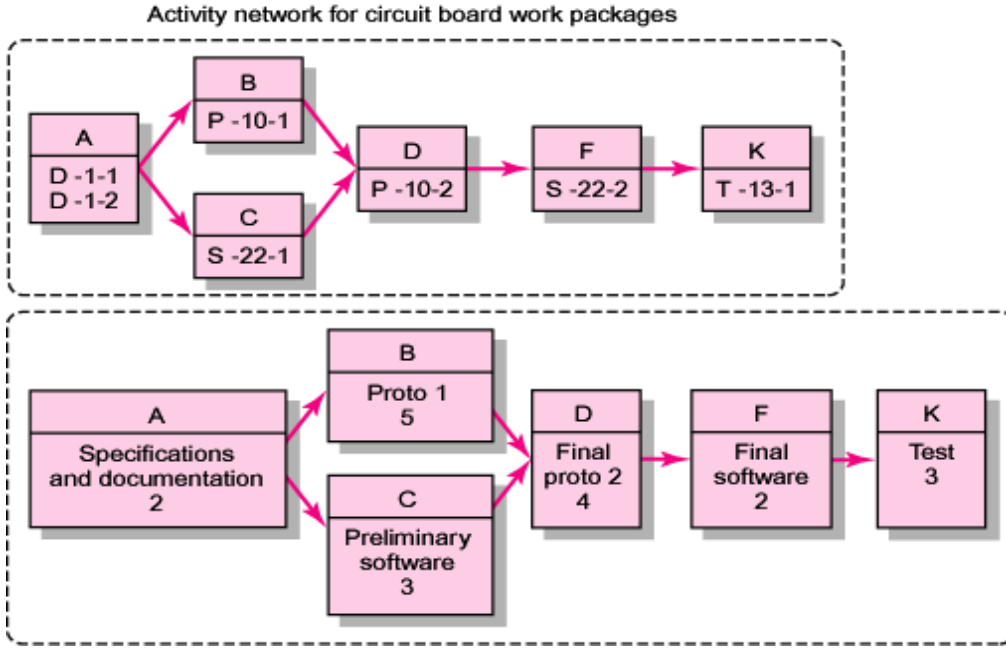 Activity network for circuit board work packages
A
D -1-1
D -1-2
B
P -10-1
C
S -22-1
D
P -10-2
F
S -22-2
K
T -13-1
A
Specifications
and documentation
2
B
Proto 1
5
C
Preliminary
software
3
D
Final
proto 2
4
F
Final
software
2
K
Test
3